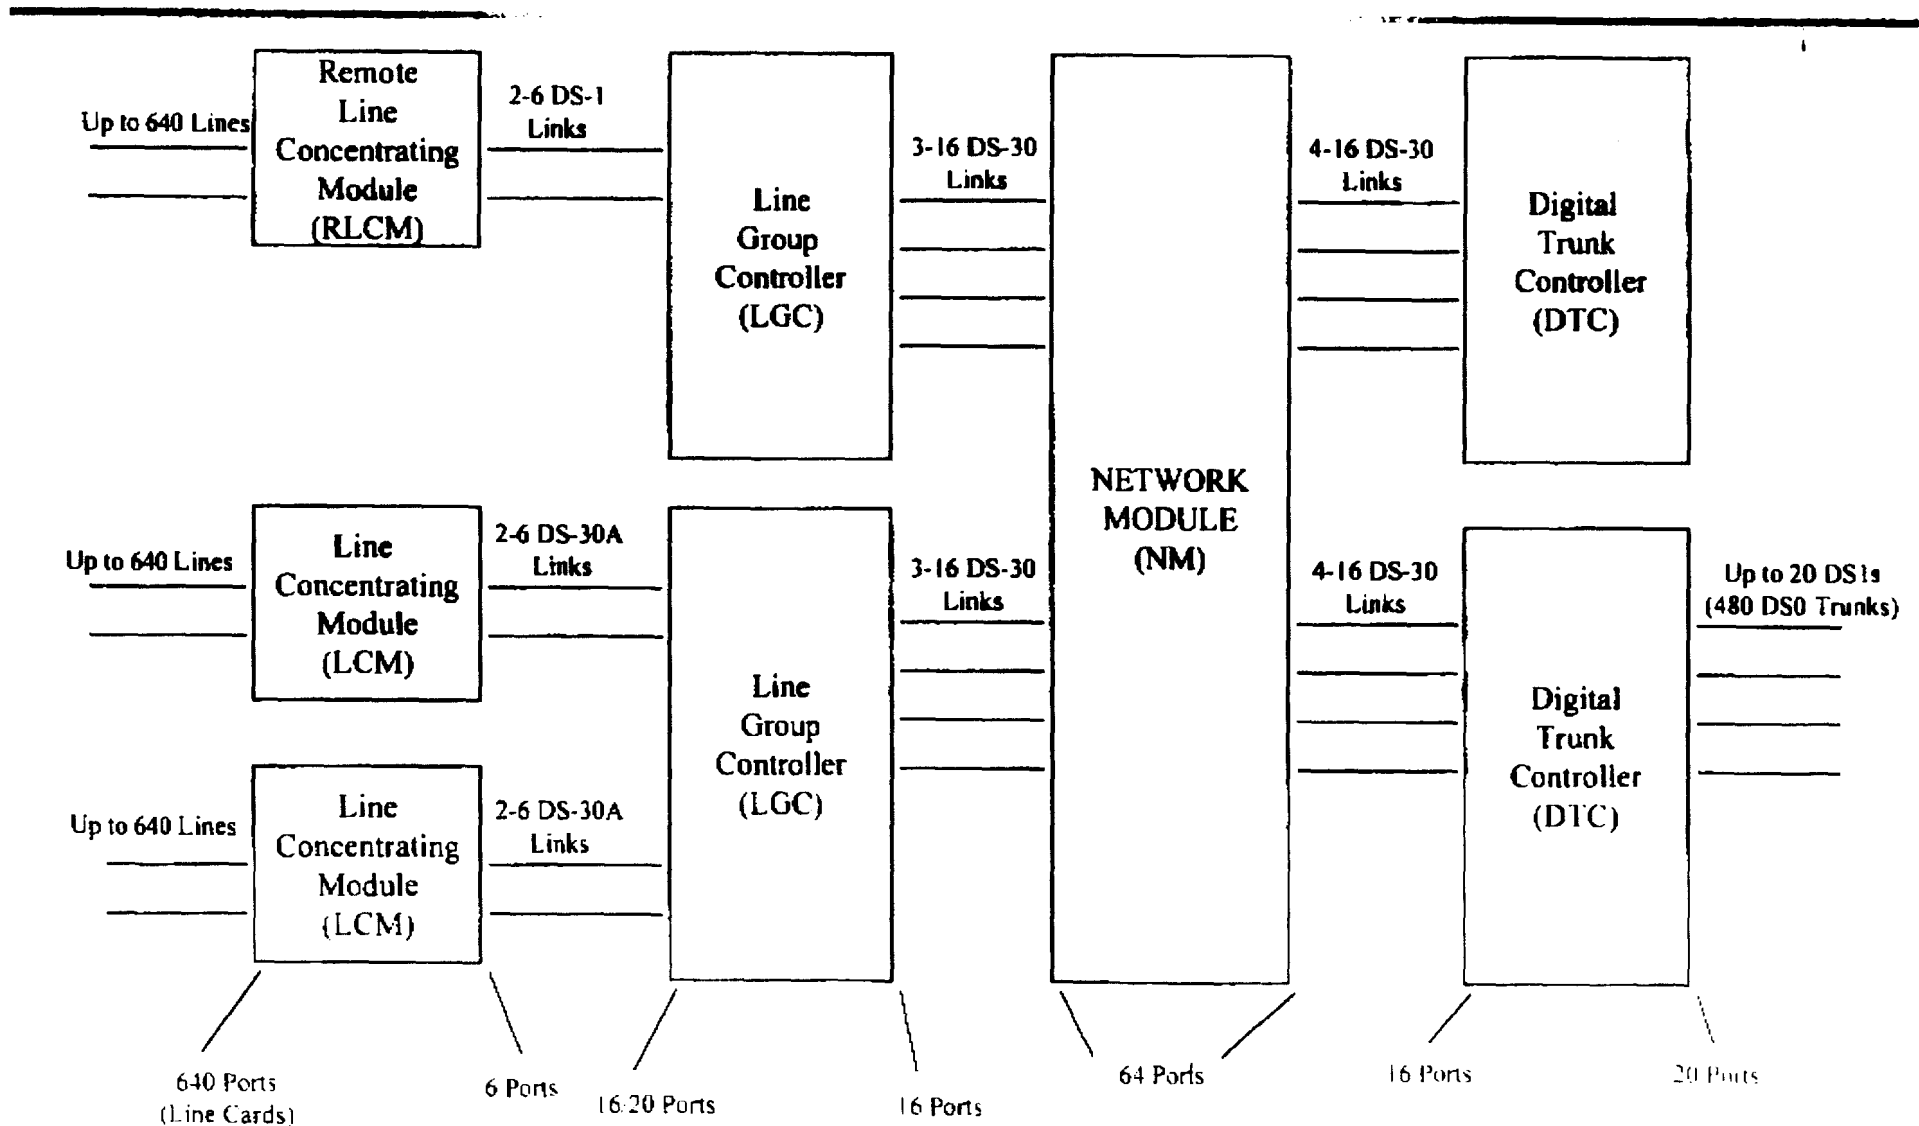 Remote
Line
Concentrating
Module
(RLCM)
Up to 640 Lines
2-6 DS-1
Links
Line
Group
Controller
(LGC)
3-16 DS-30
Links
4-16 DS-30
Links
Digital
Trunk
Controller
(DTC)
NETWORK
MODULE
(NM)
Up to 640 Lines
Line
Concentrating
Module
(LCM)
2-6 DS-30A
Links
Line
Group
Controller
(LGC)
3-16 DS-30
Links
4-16 DS-30
Links
Digital
Trunk
Controller
(DTC)
Up to 20 DS1s
(480 DS0 Trunks)
Up to 640 Lines
Line
Concentrating
Module
(LCM)
2-6 DS-30A
Links
640 Ports
(Line Cards)
6 Ports
16/20 Ports
16 Ports
64 Ports
16 Ports
20 Ports